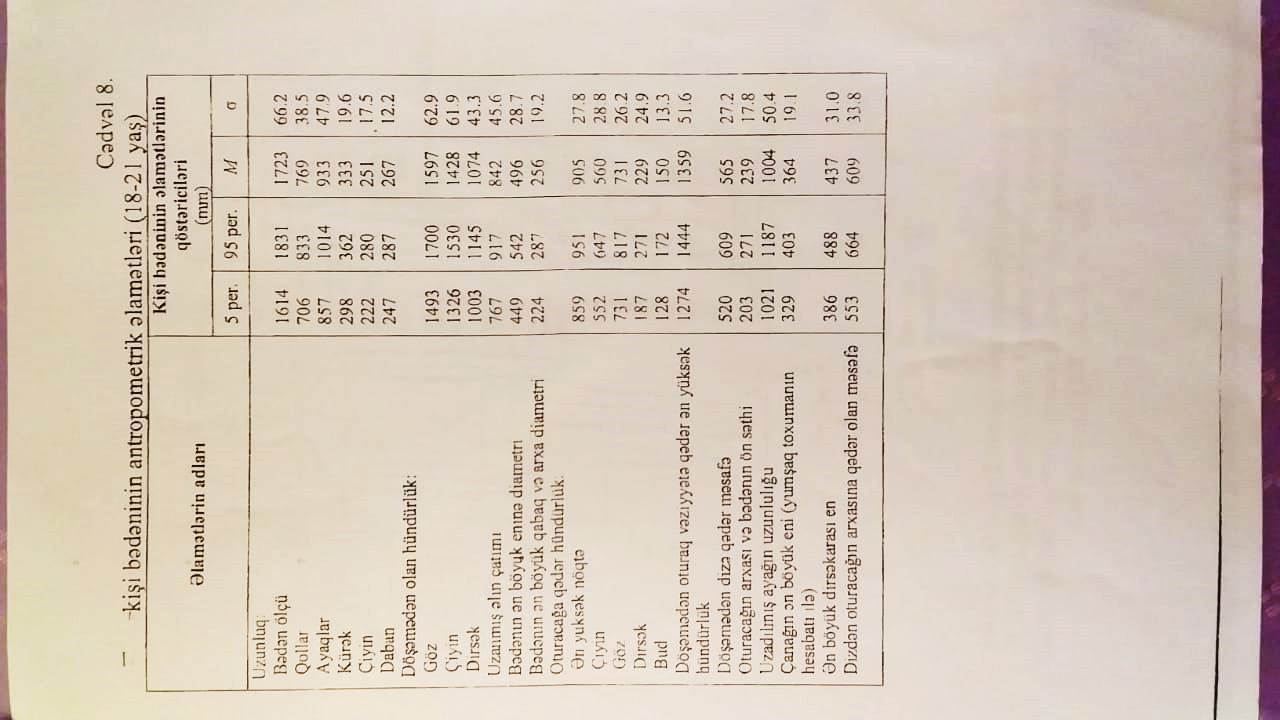 Cədvəl 8.
kişi bədəninin antropometrik əlamətləri (18-21 yaş)
Əlamətlərin adları
Kişi bədəninin əlamətlərinin
qöstəriciləri
(mm)
5 per. 95 per. M σ
Uzunluq:
Bədən ölçü 1614 1831 1723 66.2
Qollar 706 833 769 38.5
Ayaqlar 857 1014 933 47.9
Kürək 298 362 333 19.6
Çiyin 222 280 251 17.5
Daban 247 287 267 12.2
Döşəmədən olan hündürlük:
Göz 1493 1700 1597 62.9
Çiyin 1326 1530 1428 61.9
Dirsək 1003 1145 1074 43.3
Uzanmış əlin çatımı 767 917 842 45.6
Bədənin ən böyuk eninə diametri 449 542 496 28.7
Bədənin ən böyük qabaq və arxa diametri 224 287 256 19.2
Oturacağa qədər hündürlük.
Ən yuksək nöqtə 859 951 905 27.8
Çiyin 552 647 560 28.8
Göz 731 817 731 26.2
Dirsək 187 271 229 24.9
Bud 128 172 150 13.3
Döşəmədən oturaq vəziyyətə qədər ən yüksək
hündürlük 1274 1444 1359 51.6
Döşəmədən dizə qədər məsafə 520 609 565 27.2
Oturacağın arxası və bədənin ön səthi 203 271 239 17.8
Uzadılmış ayağın uzunluluğu 1021 1187 1004 50.4
Çanağın ən böyük eni (yumşaq toxumanın 329 403 364 19.1
hesabatı ilə)
Ən böyük dirsəkarası en 386 488 437 31.0
Dizdən oturacağın arxasına qədər olan məsafə 553 664 609 33.8